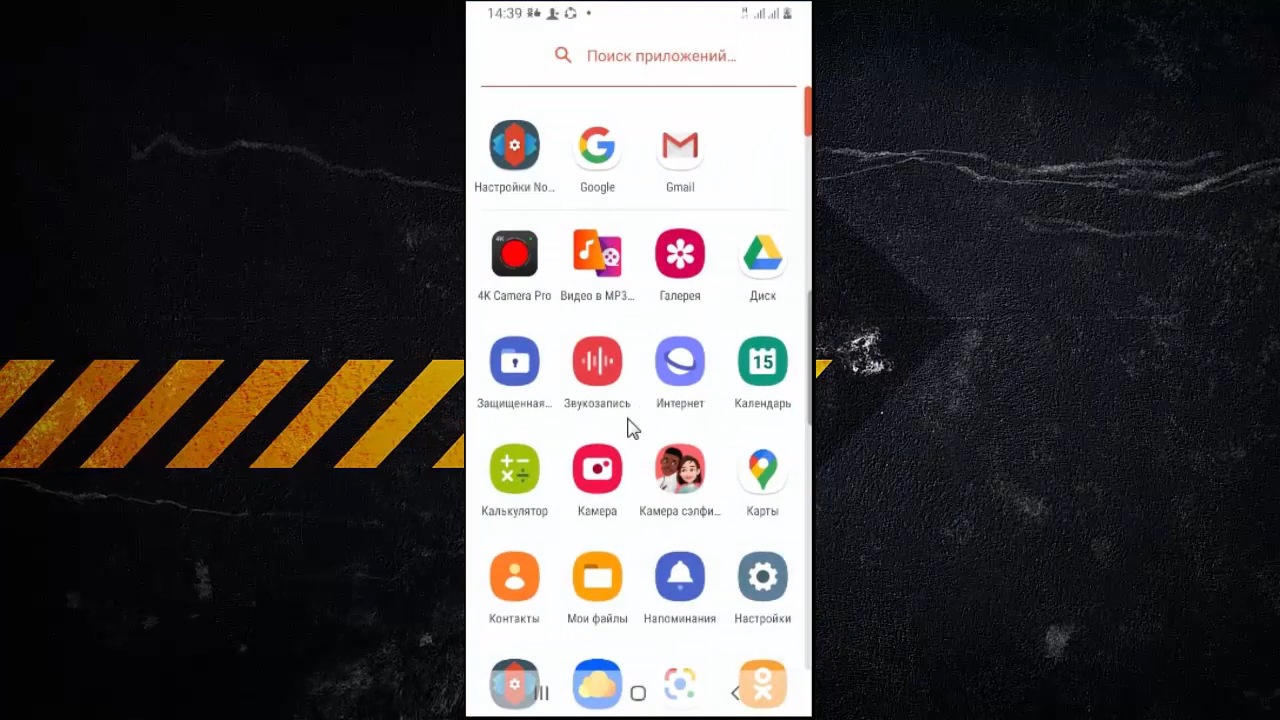 14:39
Поиск приложений...
Настройки No... Google Gmail
4K
4K Camera Pro Видео в MP3... Галерея Диск
15
Защищенная... Звукозапись Интернет Календарь
Калькулятор Камера Камера сэлфи... Карты
Контакты Мои файлы Напоминания Настройки